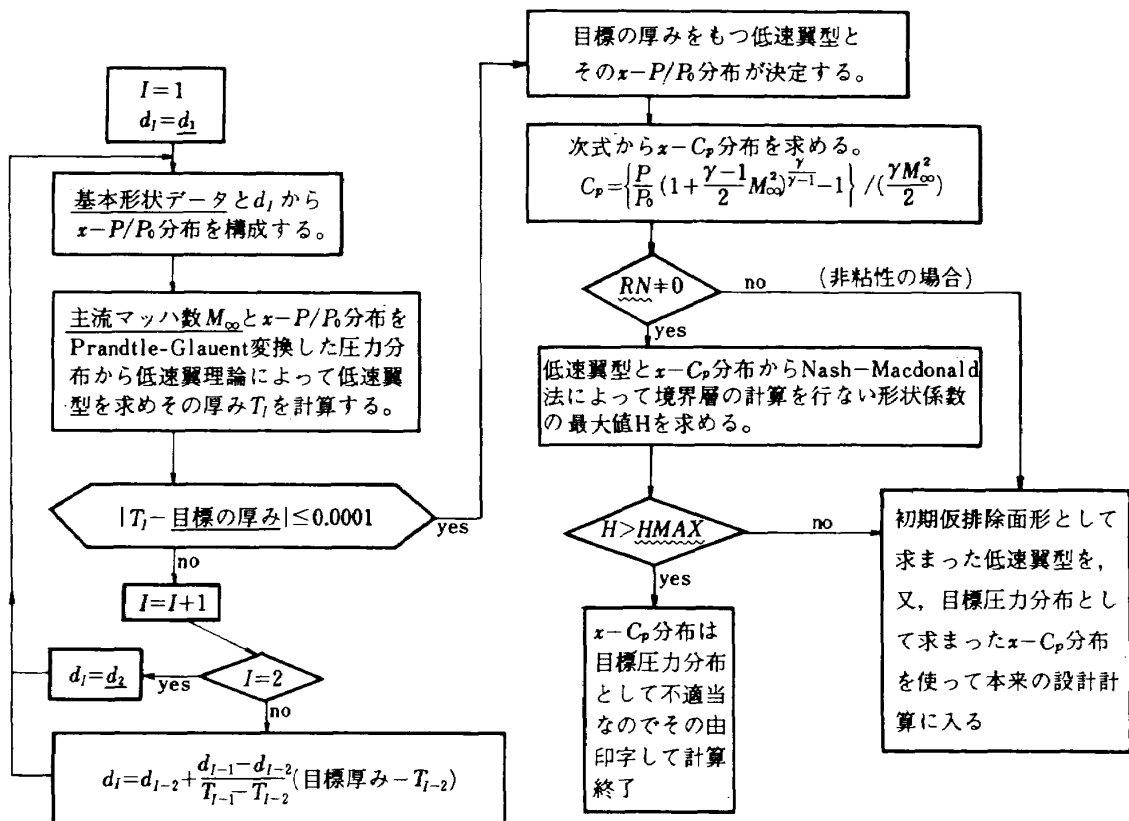 I=1
d_I=d_1
基本形状データとd_Iから
x−P/P_0分布を構成する。
主流マッハ数M_∞とx−P/P_0分布を
Prandtle-Glauent変換した圧力分
布から低速翼理論によって低速翼
型を求めその厚みT_Iを計算する。
|T_I−目標の厚み|≤0.0001
yes
no
I=I+1
I=2
yes
d_I=d_2
no
d_I=d_{I-2}+\frac{d_{I-1}-d_{I-2}}{T_{I-1}-T_{I-2}}(目標厚み−T_{I-2})
目標の厚みをもつ低速翼型と
そのx−P/P_0分布が決定する。
次式からx−C_p分布を求める。
C_p=\{\frac{P}{P_0}(1+\frac{γ-1}{2}M_∞^2)^{\frac{γ}{γ-1}}-1\}/(\frac{γM_∞^2}{2})
RN≠0
no
(非粘性の場合)
yes
低速翼型とx−C_p分布からNash−Macdonald
法によって境界層の計算を行ない形状係数
の最大値Hを求める。
H>HMAX
no
yes
x−C_p分布は
目標圧力分布
として不適当
なのでその由
印字して計算
終了
初期仮排除面形として
求まった低速翼型を,
又,目標圧力分布とし
て求まったx−C_p分布
を使って本来の設計計
算に入る